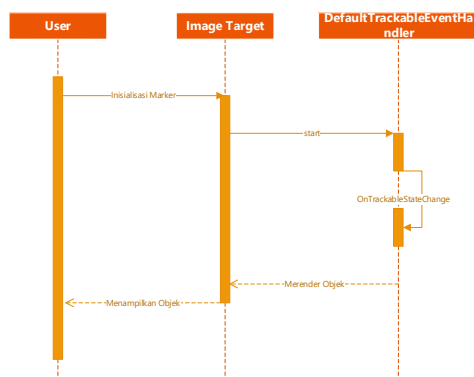 User
Image Target
DefaultTrackableEventHa
ndler
Inisialisasi Marker
start
OnTrackableStateChange
Merender Objek
Menampilkan Objek